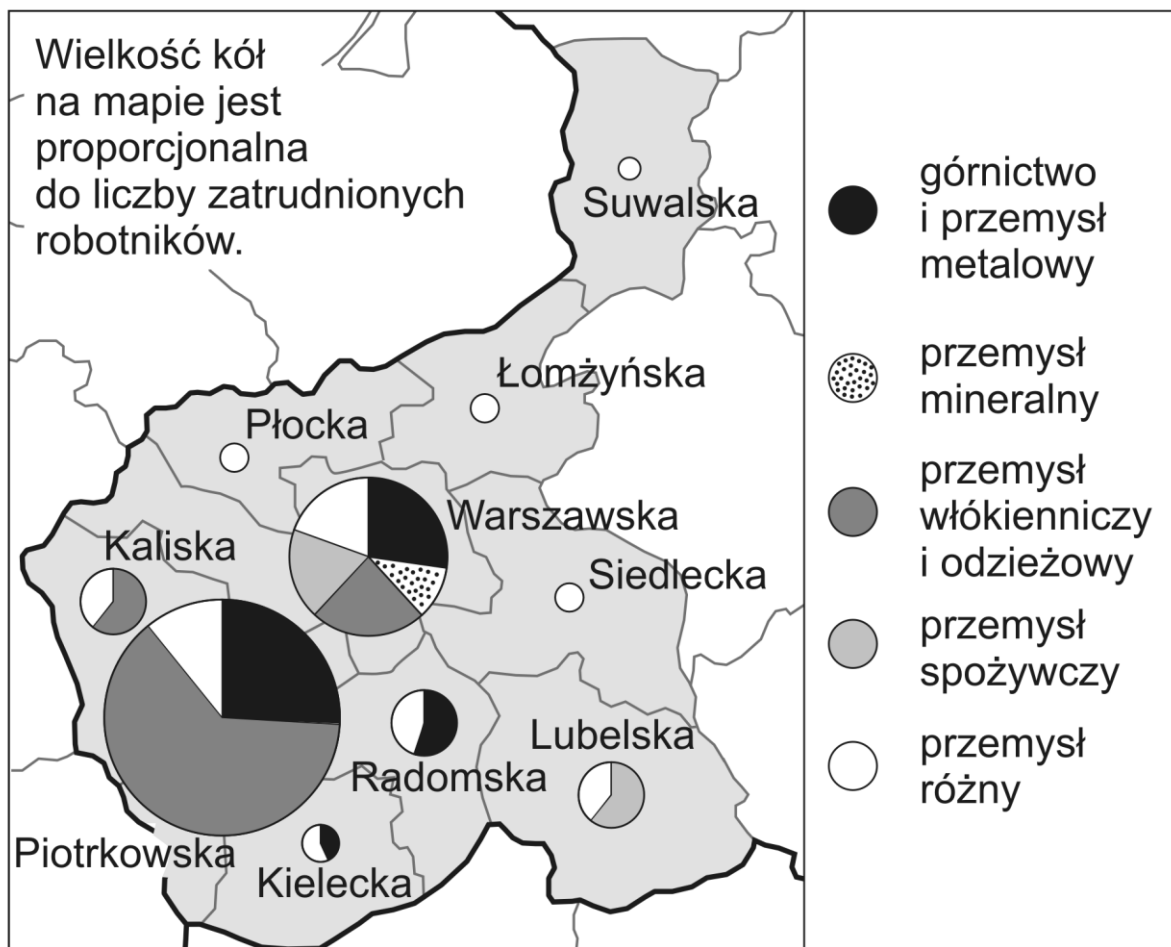 Wielkość kół
na mapie jest
proporcjonalna
do liczby zatrudnionych
robotników.
Suwalska
Łomżyńska
Płocka
Warszawska
Kaliska
Siedlecka
Lubelska
Radomska
Piotrkowska
Kielecka
górnictwo
i przemysł
metalowy
przemysł
mineralny
przemysł
włókienniczy
i odzieżowy
przemysł
spożywczy
przemysł
różny